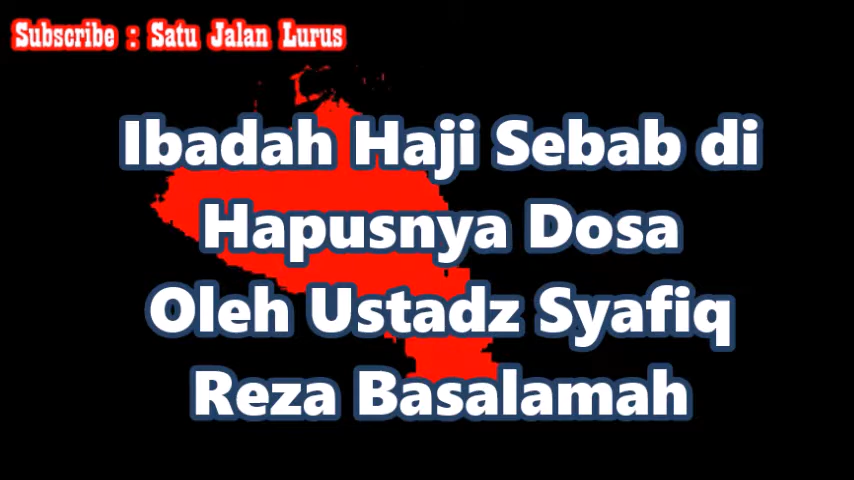 Subscribe : Satu Jalan Lurus
Ibadah Haji Sebab di
Hapusnya Dosa
Oleh Ustadz Syafiq
Reza Basalamah